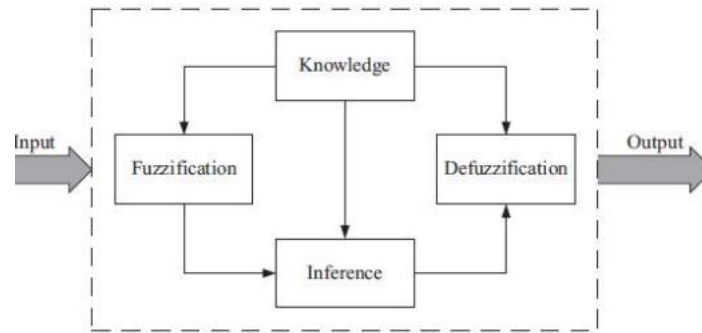 Knowledge
Input
Output
Fuzzification
Defuzzification
Inference